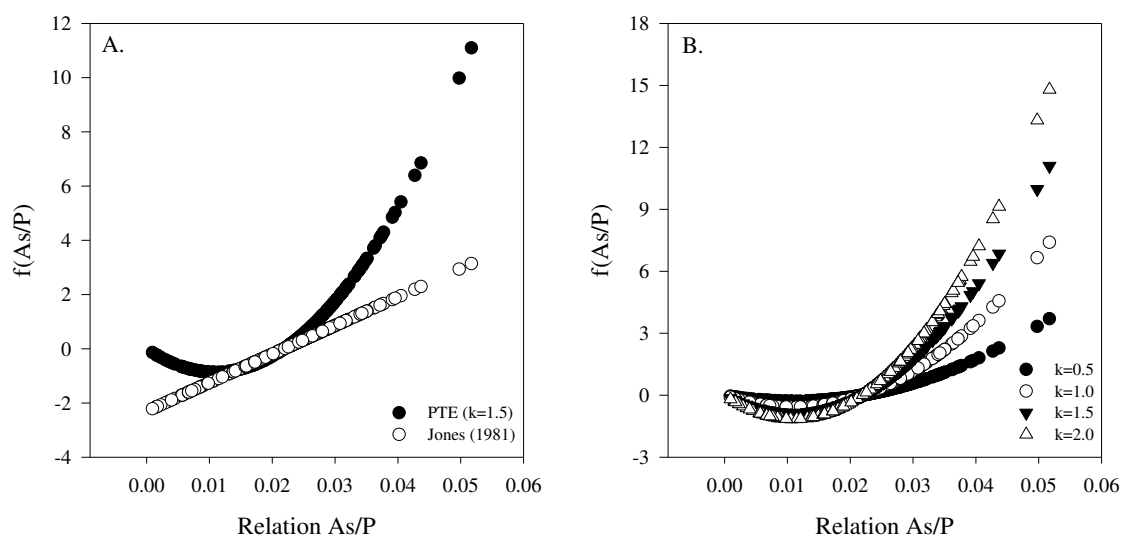 A.
12
10
8
6
4
2
0
-2
-4
f(As/P)
PTE (k=1.5)
Jones (1981)
0.00 0.01 0.02 0.03 0.04 0.05 0.06
Relation As/P
B.
18
15
12
9
6
3
0
-3
f(As/P)
k=0.5
k=1.0
k=1.5
k=2.0
0.00 0.01 0.02 0.03 0.04 0.05 0.06
Relation As/P